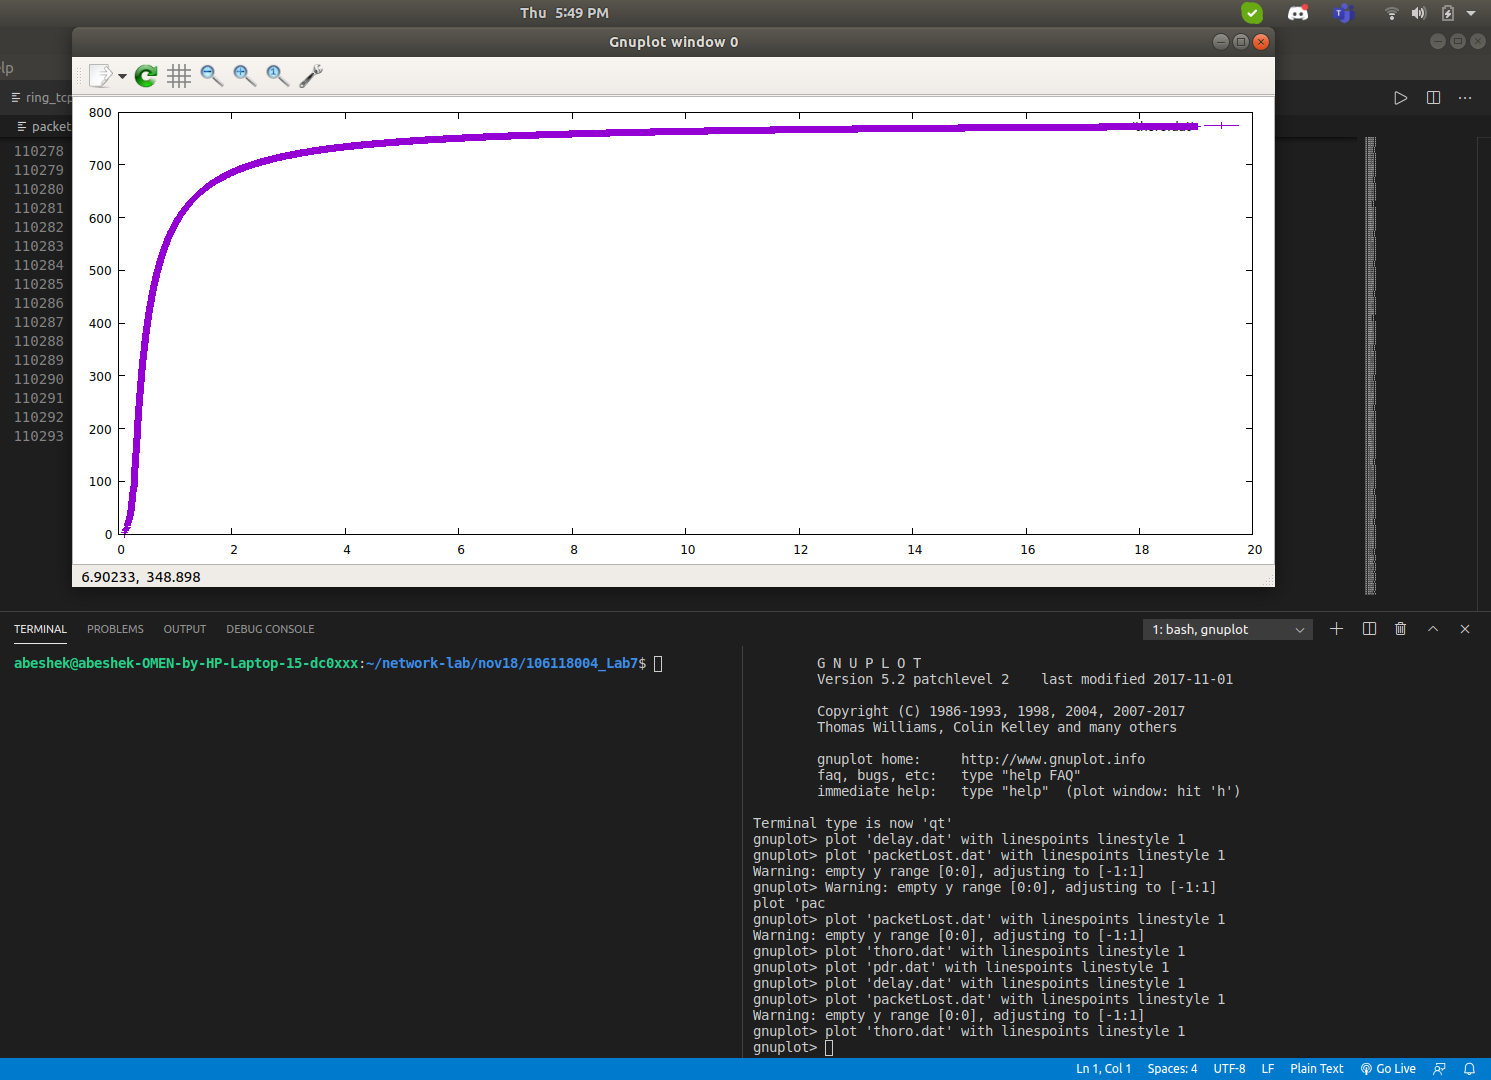 Thu 5:49 PM
Gnuplot window 0
lp
ring_tcp
packet
110278
110279
110280
110281
110282
110283
110284
110285
110286
110287
110288
110289
110290
110291
110292
110293
800
700
600
500
400
300
200
100
0
0 2 4 6 8 10 12 14 16 18 20
6.90233, 348.898
TERMINAL PROBLEMS OUTPUT DEBUG CONSOLE
1: bash, gnuplot
abeshek@abeshek-OMEN-by-HP-Laptop-15-dc0xxx:~/network-lab/nov18/106118004_Lab7$
G N U P L O T
Version 5.2 patchlevel 2    last modified 2017-11-01
Copyright (C) 1986-1993, 1998, 2004, 2007-2017
Thomas Williams, Colin Kelley and many others
gnuplot home:     http://www.gnuplot.info
faq, bugs, etc:   type "help FAQ"
immediate help:   type "help"  (plot window: hit 'h')
Terminal type is now 'qt'
gnuplot> plot 'delay.dat' with linespoints linestyle 1
gnuplot> plot 'packetLost.dat' with linespoints linestyle 1
Warning: empty y range [0:0], adjusting to [-1:1]
gnuplot> Warning: empty y range [0:0], adjusting to [-1:1]
plot 'pac
gnuplot> plot 'packetLost.dat' with linespoints linestyle 1
Warning: empty y range [0:0], adjusting to [-1:1]
gnuplot> plot 'thoro.dat' with linespoints linestyle 1
gnuplot> plot 'pdr.dat' with linespoints linestyle 1
gnuplot> plot 'delay.dat' with linespoints linestyle 1
gnuplot> plot 'packetLost.dat' with linespoints linestyle 1
Warning: empty y range [0:0], adjusting to [-1:1]
gnuplot> plot 'thoro.dat' with linespoints linestyle 1
gnuplot>
Ln 1, Col 1 Spaces: 4 UTF-8 LF Plain Text Go Live